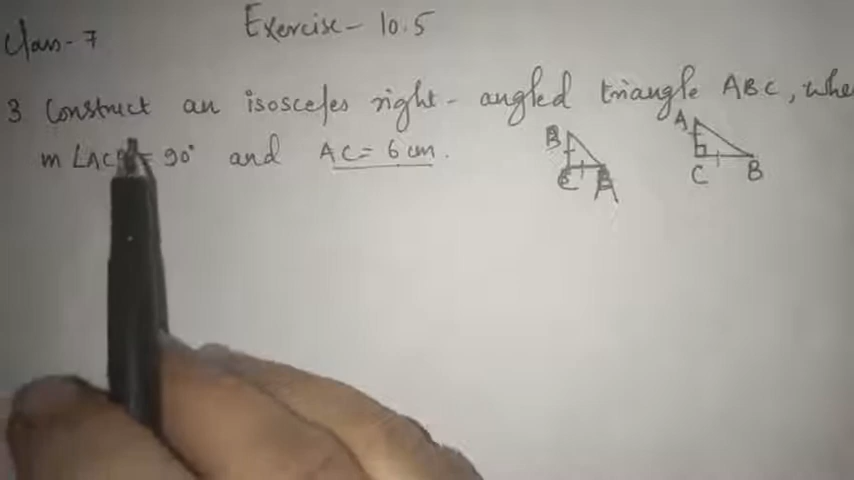 Class-7
Exercise- 10.5
3 Construct an isosceles right-angled triangle ABC, whe
m ∠AC = 90° and AC = 6 cm.
B
C
A
A
C
B